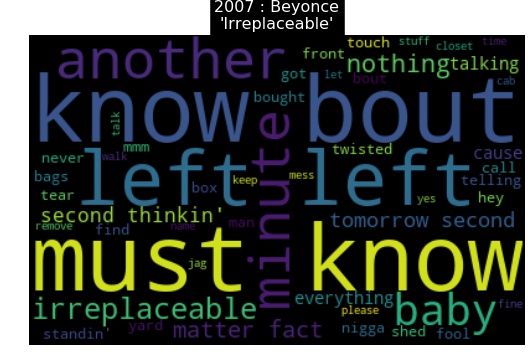 2007 : Beyonce
'Irreplaceable'
another
touch
stuff
closet
time
front
nothing
talking
got
let
bout
cab
know
bought
bout
talk
minute
never
mmm
twisted
cause
walk
left
left
call
bags
box
keep
mess
telling
tear
yes
hey
second thinkin'
man
tomorrow second
remove
find
name
must
know
jag
irreplaceable
everything
please
baby
fine
standin'
yard
matter fact
nigga
shed
fool